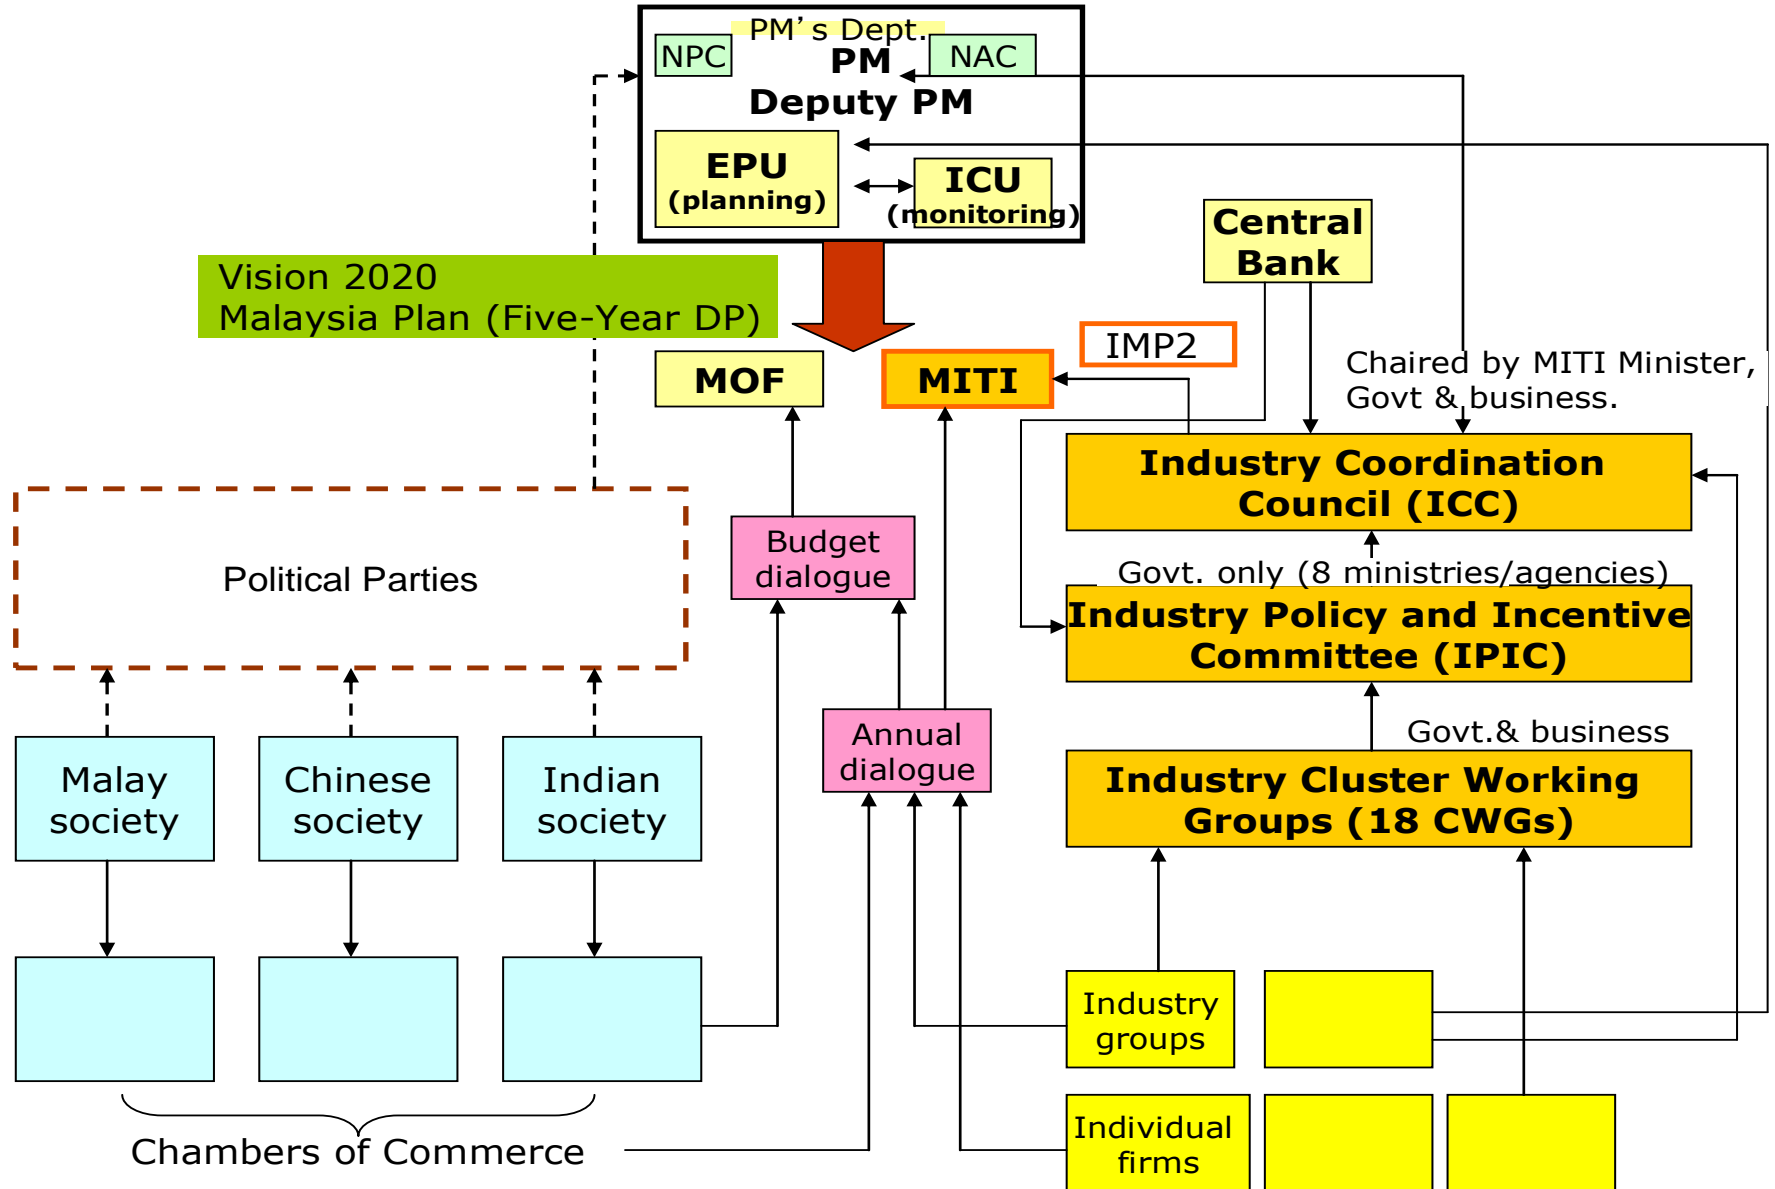 PM's Dept.
NPC
PM
NAC
Deputy PM
EPU
(planning)
ICU
(monitoring)
Central
Bank
Vision 2020
Malaysia Plan (Five-Year DP)
MOF
MITI
IMP2
Chaired by MITI Minister,
Govt & business.
Industry Coordination
Council (ICC)
Budget
dialogue
Political Parties
Govt. only (8 ministries/agencies)
Industry Policy and Incentive
Committee (IPIC)
Annual
dialogue
Govt.& business
Malay
society
Chinese
society
Indian
society
Industry Cluster Working
Groups (18 CWGs)
Industry
groups
Individual
firms
Chambers of Commerce